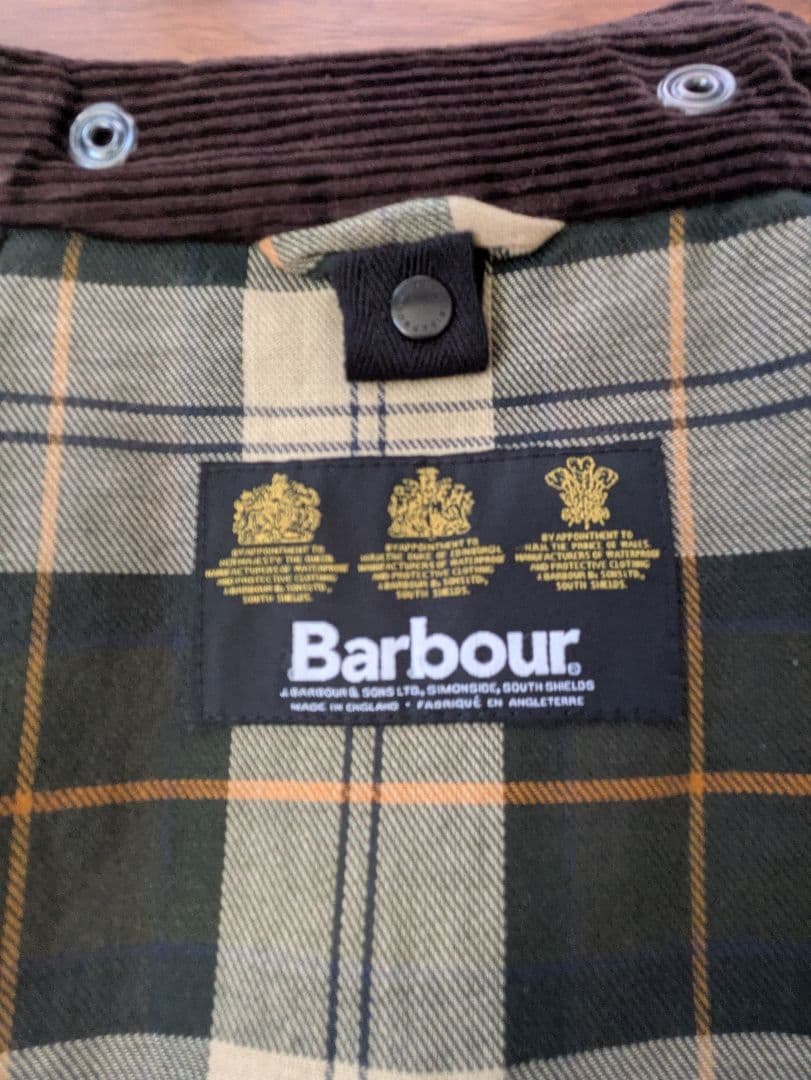 BY APPOINTMENT TO
HER MAJESTY THE QUEEN
MANUFACTURERS OF WATERPROOF
AND PROTECTIVE CLOTHING
J. BARBOUR & SONS LTD,
SOUTH SHIELDS.
BY APPOINTMENT TO
H.R.H. THE DUKE OF EDINBURGH
MANUFACTURERS OF WATERPROOF
AND PROTECTIVE CLOTHING
J. BARBOUR & SONS LTD,
SOUTH SHIELDS.
BY APPOINTMENT TO
H.R.H. THE PRINCE OF WALES
MANUFACTURERS OF WATERPROOF
AND PROTECTIVE CLOTHING
J. BARBOUR & SONS LTD,
SOUTH SHIELDS.
Barbour®
J. BARBOUR & SONS LTD, SIMONSIDE, SOUTH SHIELDS
MADE IN ENGLAND • FABRIQUÉ EN ANGLETERRE